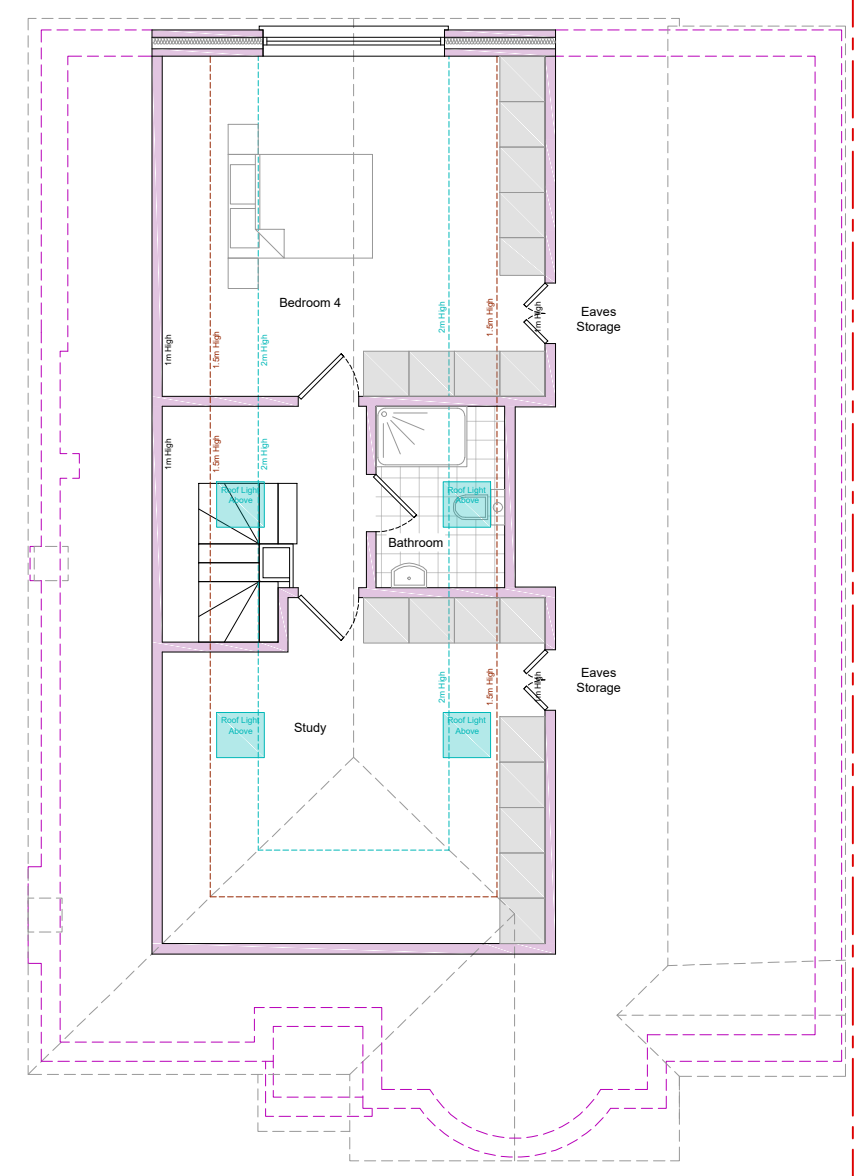 Bedroom 4
2m High
1.5m High
1m High
Eaves
Storage
1m High
1.5m High
2m High
1m High
1.5m High
2m High
Roof Light
Above
Roof Light
Above
Bathroom
2m High
1.5m High
1m High
Eaves
Storage
Roof Light
Above
Study
Roof Light
Above